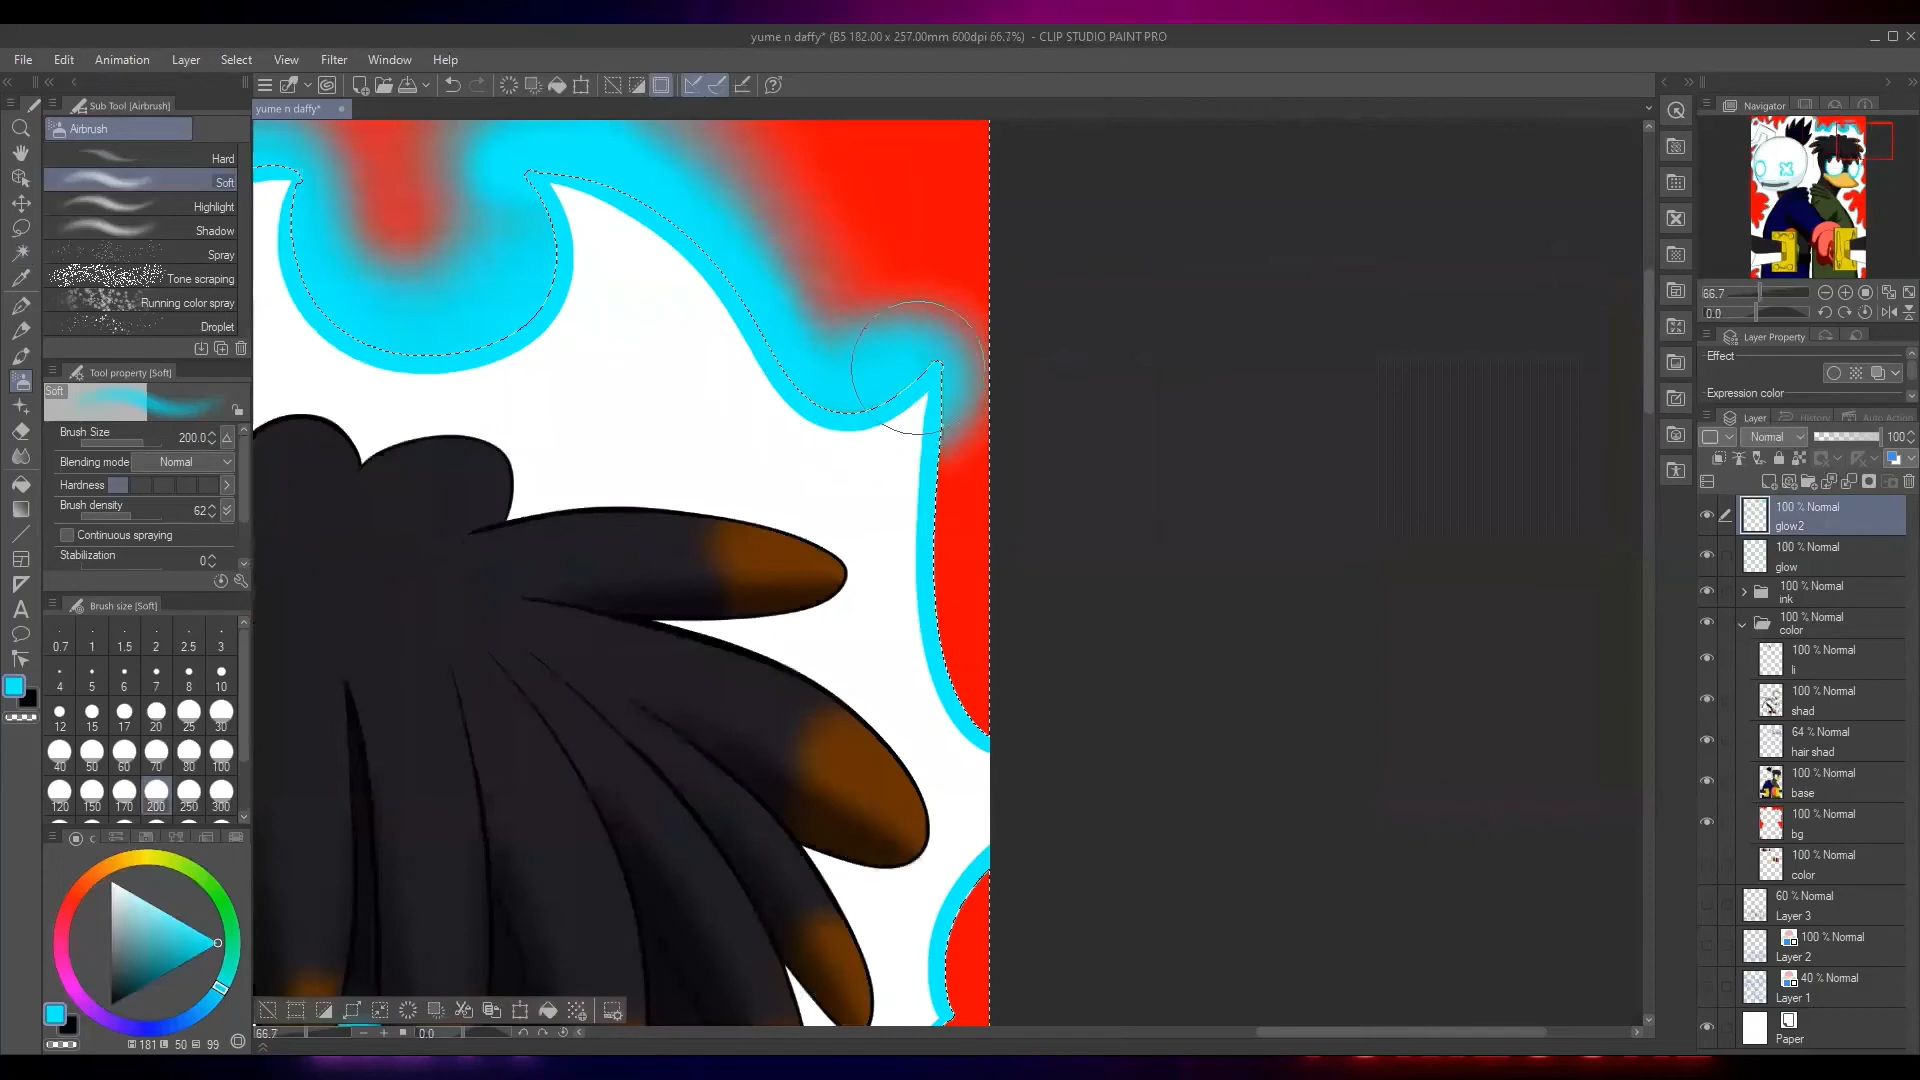 yume n daffy* (B5 182.00 x 257.00mm 600dpi 66.7%)  - CLIP STUDIO PAINT PRO
File Edit Animation Layer Select View Filter Window Help
Sub Tool [Airbrush]
Airbrush
Hard
Soft
Highlight
Shadow
Spray
Tone scraping
Running color spray
Droplet
Tool property [Soft]
Soft
Brush Size 200.0
Blending mode Normal
Hardness
Brush density 62
Continuous spraying
Stabilization 0
Brush size [Soft]
0.7 1 1.5 2 2.5 3
4 5 6 7 8 10
12 15 17 20 25 30
40 50 60 70 80 100
120 150 170 200 250 300
181 50 99
yume n daffy*
66.7 0.0
Navigator
66.7
0.0
Layer Property
Effect
Expression color
Layer History Auto Action
Normal 100
100 % Normal
glow2
100 % Normal
glow
100 % Normal
ink
100 % Normal
color
100 % Normal
li
100 % Normal
shad
64 % Normal
hair shad
100 % Normal
base
100 % Normal
bg
100 % Normal
color
60 % Normal
Layer 3
100 % Normal
Layer 2
40 % Normal
Layer 1
Paper